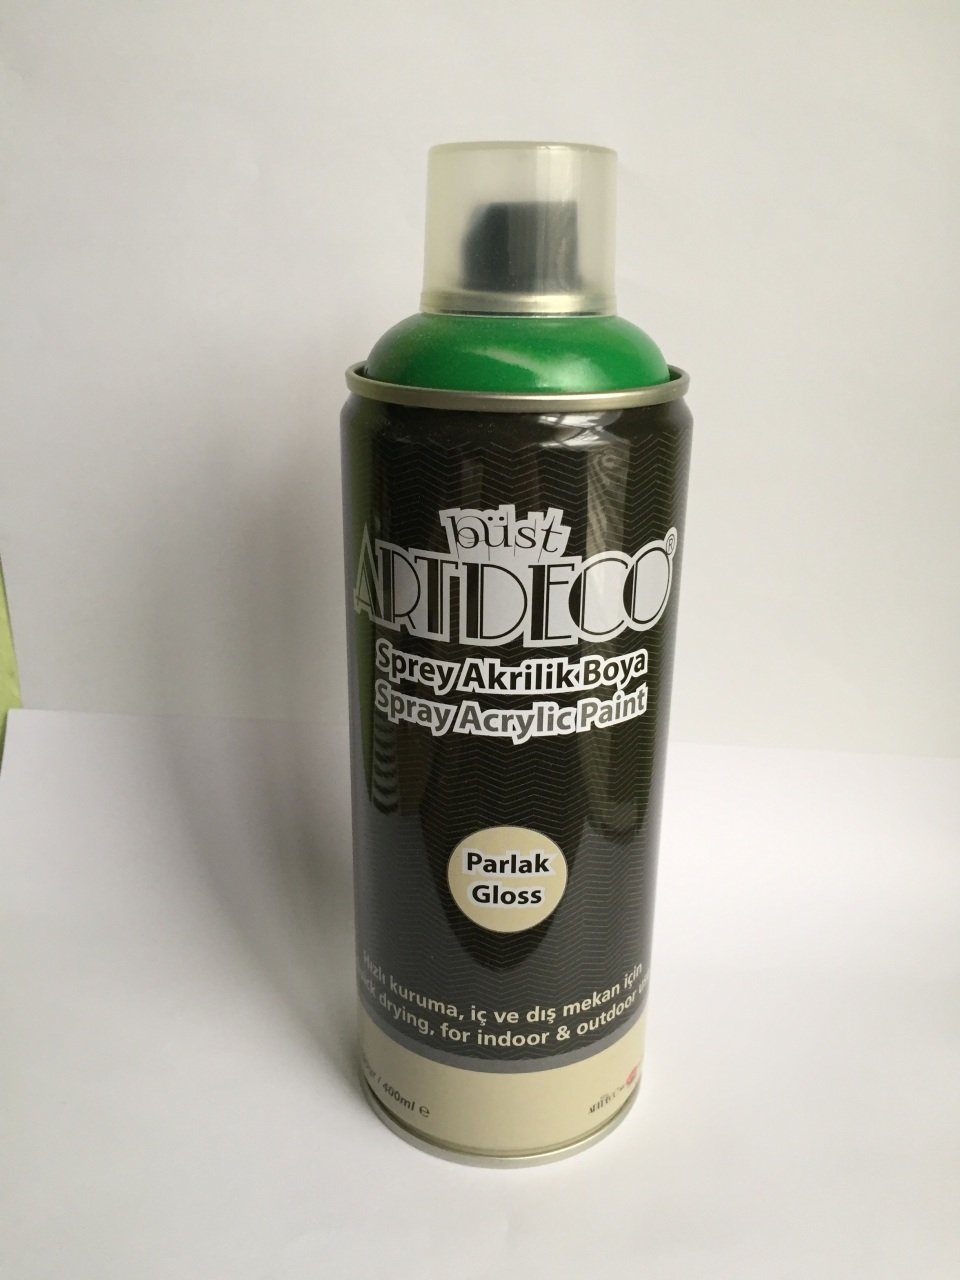 büst
ARTDECO®
Sprey Akrilik Boya
Spray Acrylic Paint
Parlak
Gloss
Hızlı kuruma, iç ve dış mekan için
drying, for indoor & outdoor
/ 400ml ℮
ARTDECO